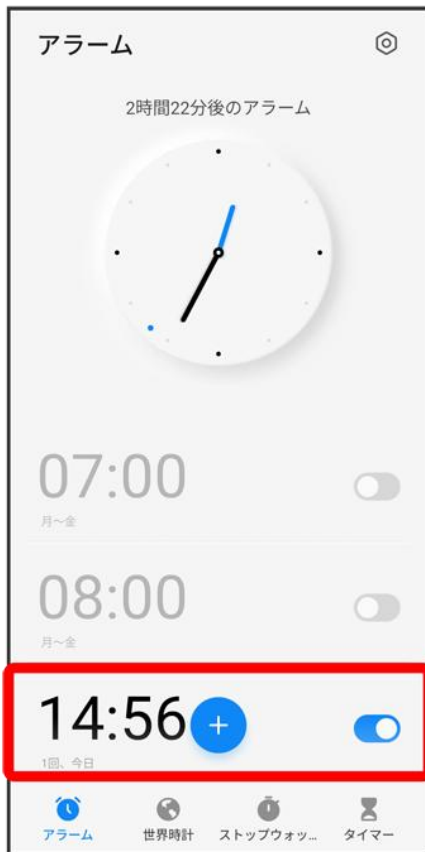 アラーム
2時間22分後のアラーム
07:00
月～金
08:00
月～金
14:56
1回、今日
アラーム 世界時計 ストップウォッ... タイマー